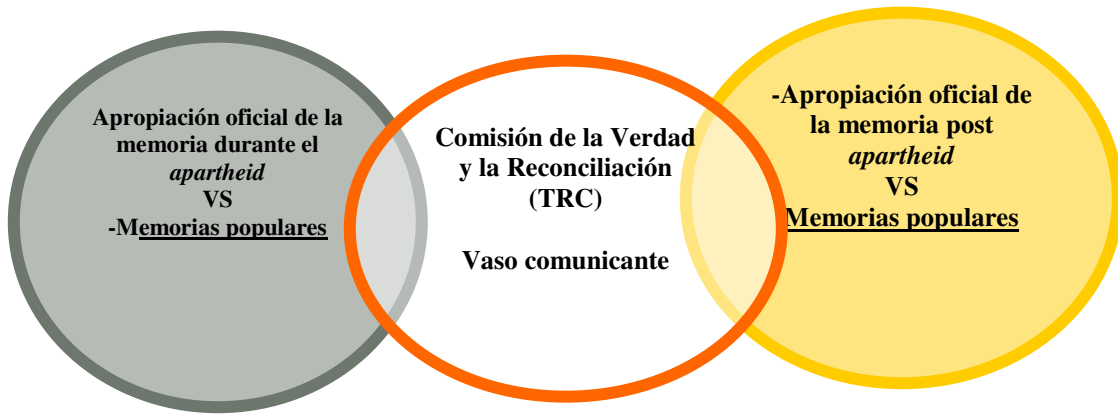 Apropiación oficial de la
memoria durante el
apartheid
VS
-Memorias populares
Comisión de la Verdad
y la Reconciliación
(TRC)
Vaso comunicante
-Apropiación oficial de
la memoria post
apartheid
VS
Memorias populares